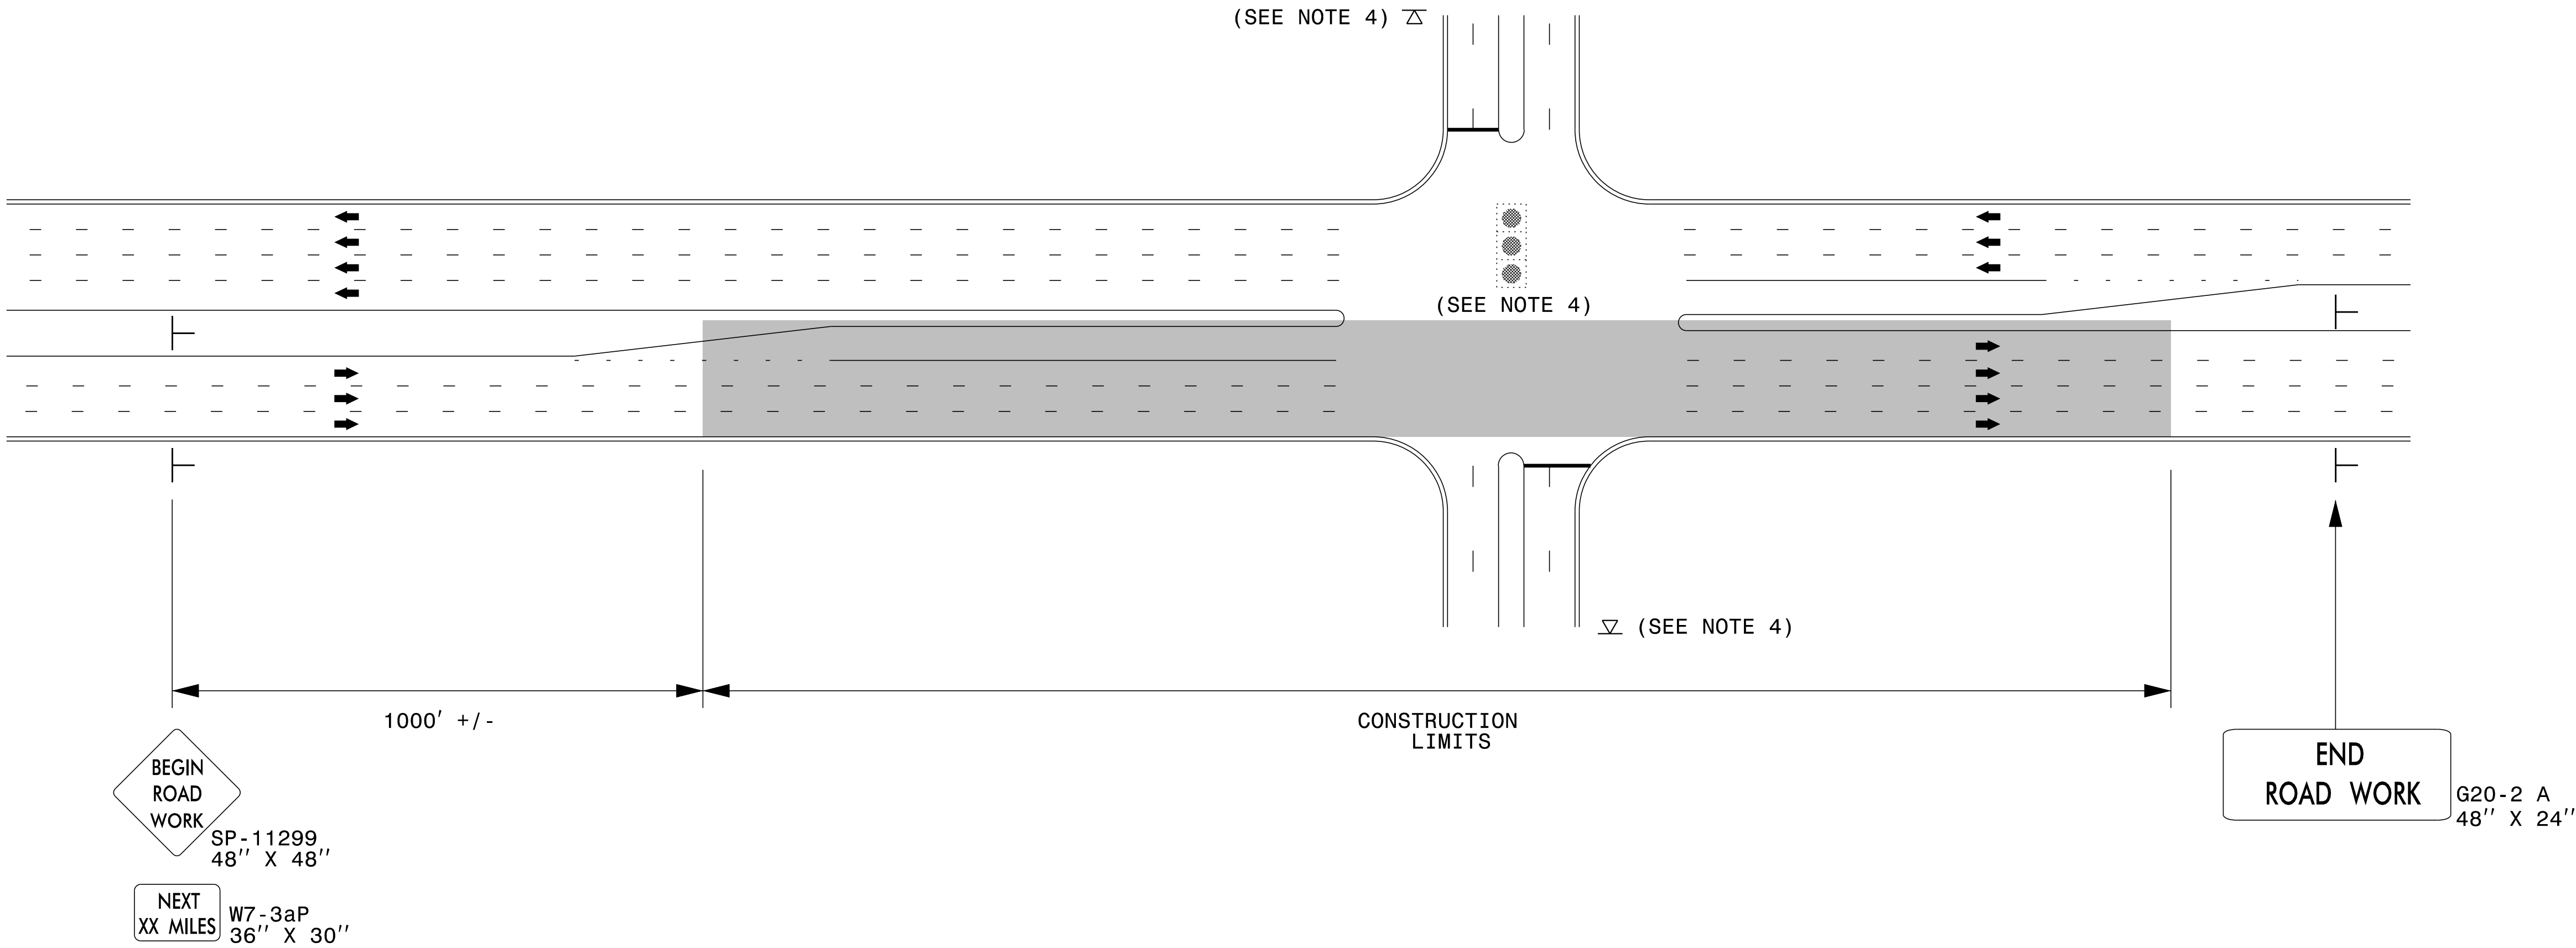 (SEE NOTE 4)
(SEE NOTE 4)
(SEE NOTE 4)
1000' +/-
CONSTRUCTION
LIMITS
BEGIN
ROAD
WORK
SP-11299
48'' X 48''
NEXT
XX MILES
W7-3aP
36'' X 30''
END
ROAD WORK
G20-2 A
48'' X 24''